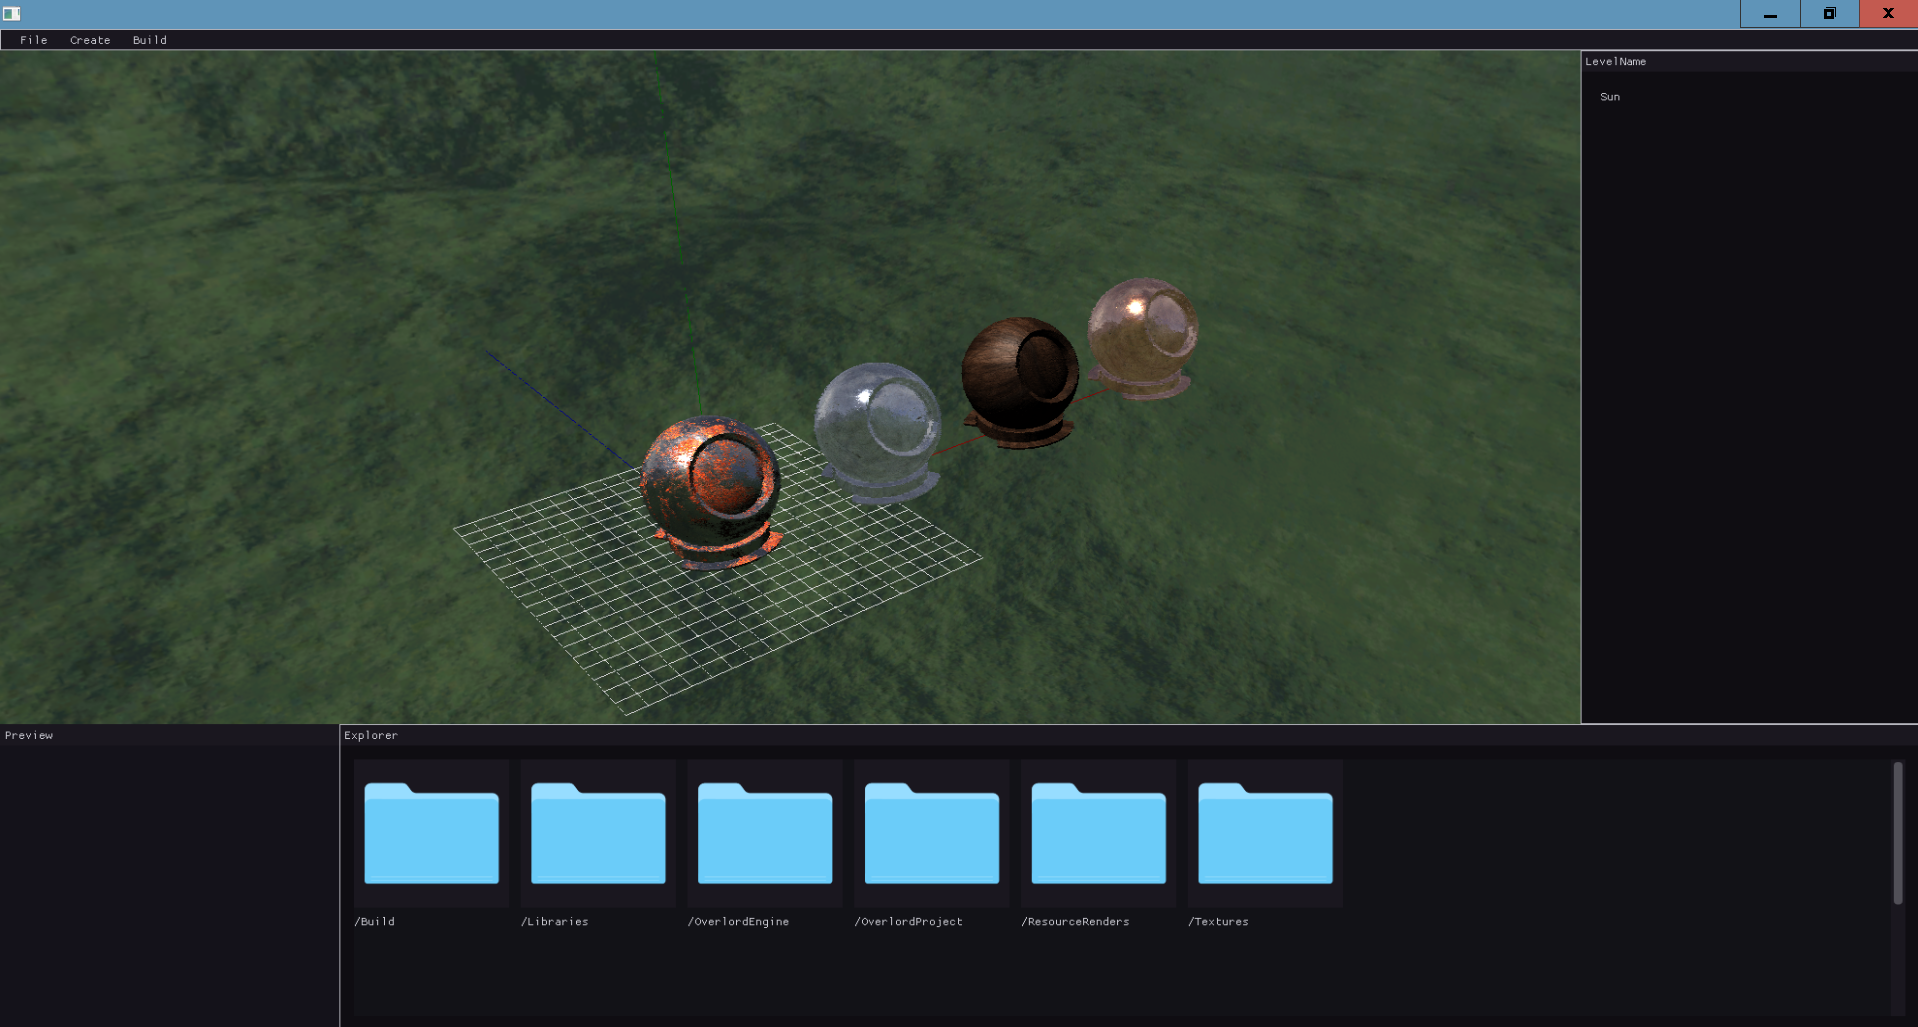 File Create Build
LevelName
Sun
Preview
Explorer
/Build
/Libraries
/OverlordEngine
/OverlordProject
/ResourceRenders
/Textures